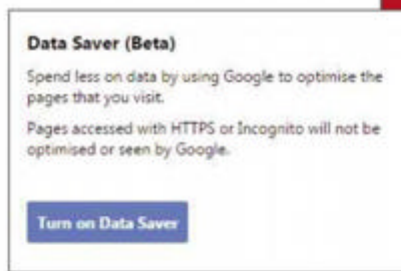 Data Saver (Beta)
Spend less on data by using Google to optimise the
pages that you visit.
Pages accessed with HTTPS or Incognito will not be
optimised or seen by Google.
Turn on Data Saver